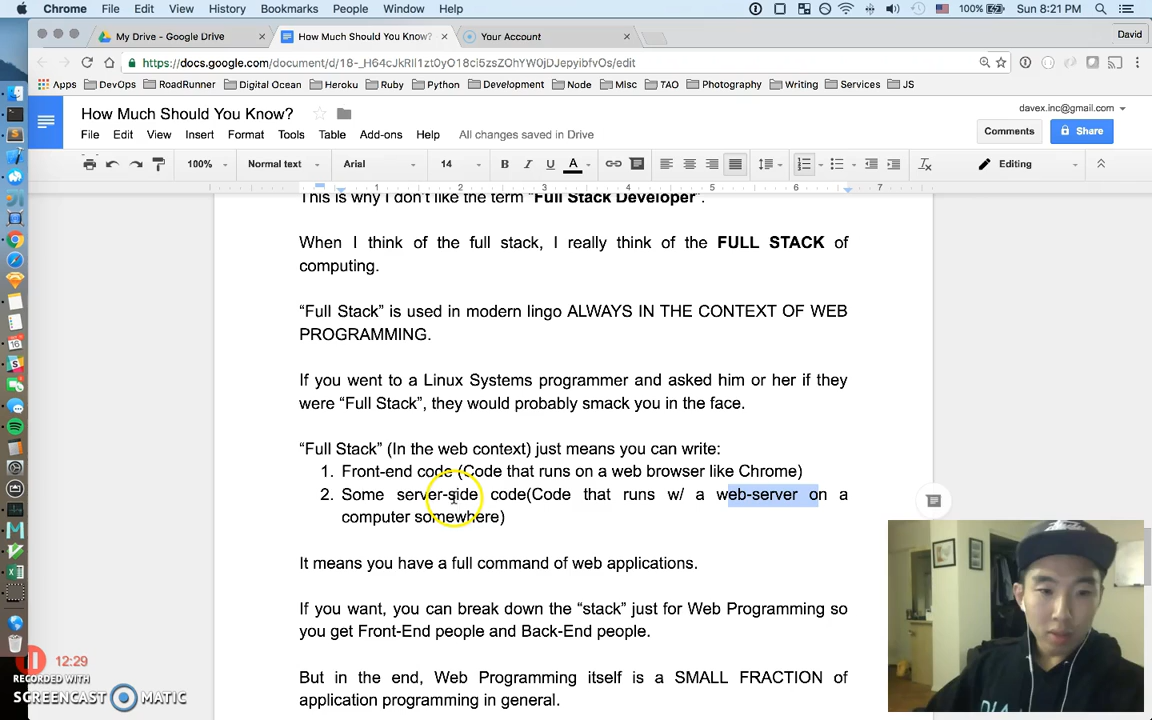 Chrome File Edit View History Bookmarks People Window Help 100% Sun 8:21 PM
My Drive - Google Drive How Much Should You Know? Your Account David
https://docs.google.com/document/d/18-_H64cJkRIl1zt0yO18ci5zsZOhYW0jDJepyibfvOs/edit
Apps DevOps RoadRunner Digital Ocean Heroku Ruby Python Development Node Misc TAO Photography Writing Services JS
How Much Should You Know? davex.inc@gmail.com
File Edit View Insert Format Tools Table Add-ons Help All changes saved in Drive Comments Share
100% Normal text Arial 14 B I U A Editing
1 2 3 4 5 6 7
This is why I don't like the term “Full Stack Developer”.
When I think of the full stack, I really think of the FULL STACK of
computing.
“Full Stack” is used in modern lingo ALWAYS IN THE CONTEXT OF WEB
PROGRAMMING.
If you went to a Linux Systems programmer and asked him or her if they
were “Full Stack”, they would probably smack you in the face.
“Full Stack” (In the web context) just means you can write:
1. Front-end code (Code that runs on a web browser like Chrome)
2. Some server-side code(Code that runs w/ a web-server on a
computer somewhere)
It means you have a full command of web applications.
If you want, you can break down the “stack” just for Web Programming so
you get Front-End people and Back-End people.
But in the end, Web Programming itself is a SMALL FRACTION of
application programming in general.
12:29
RECORDED WITH
SCREENCAST MATIC